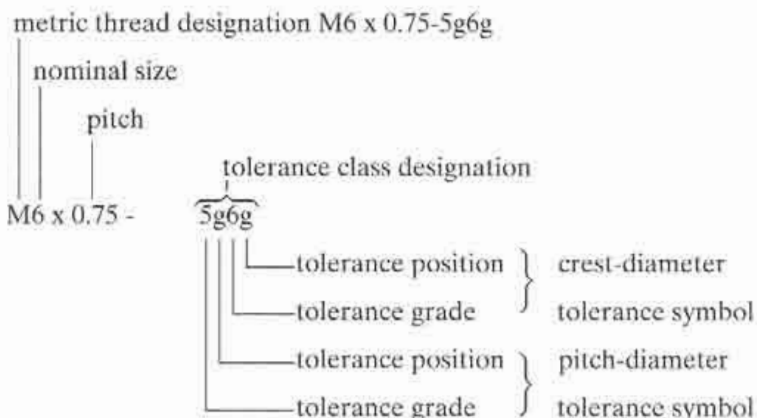 metric thread designation M6 x 0.75-5g6g
nominal size
pitch
tolerance class designation
M6 x 0.75 - 5g6g
tolerance position } crest-diameter
tolerance grade tolerance symbol
tolerance position } pitch-diameter
tolerance grade tolerance symbol